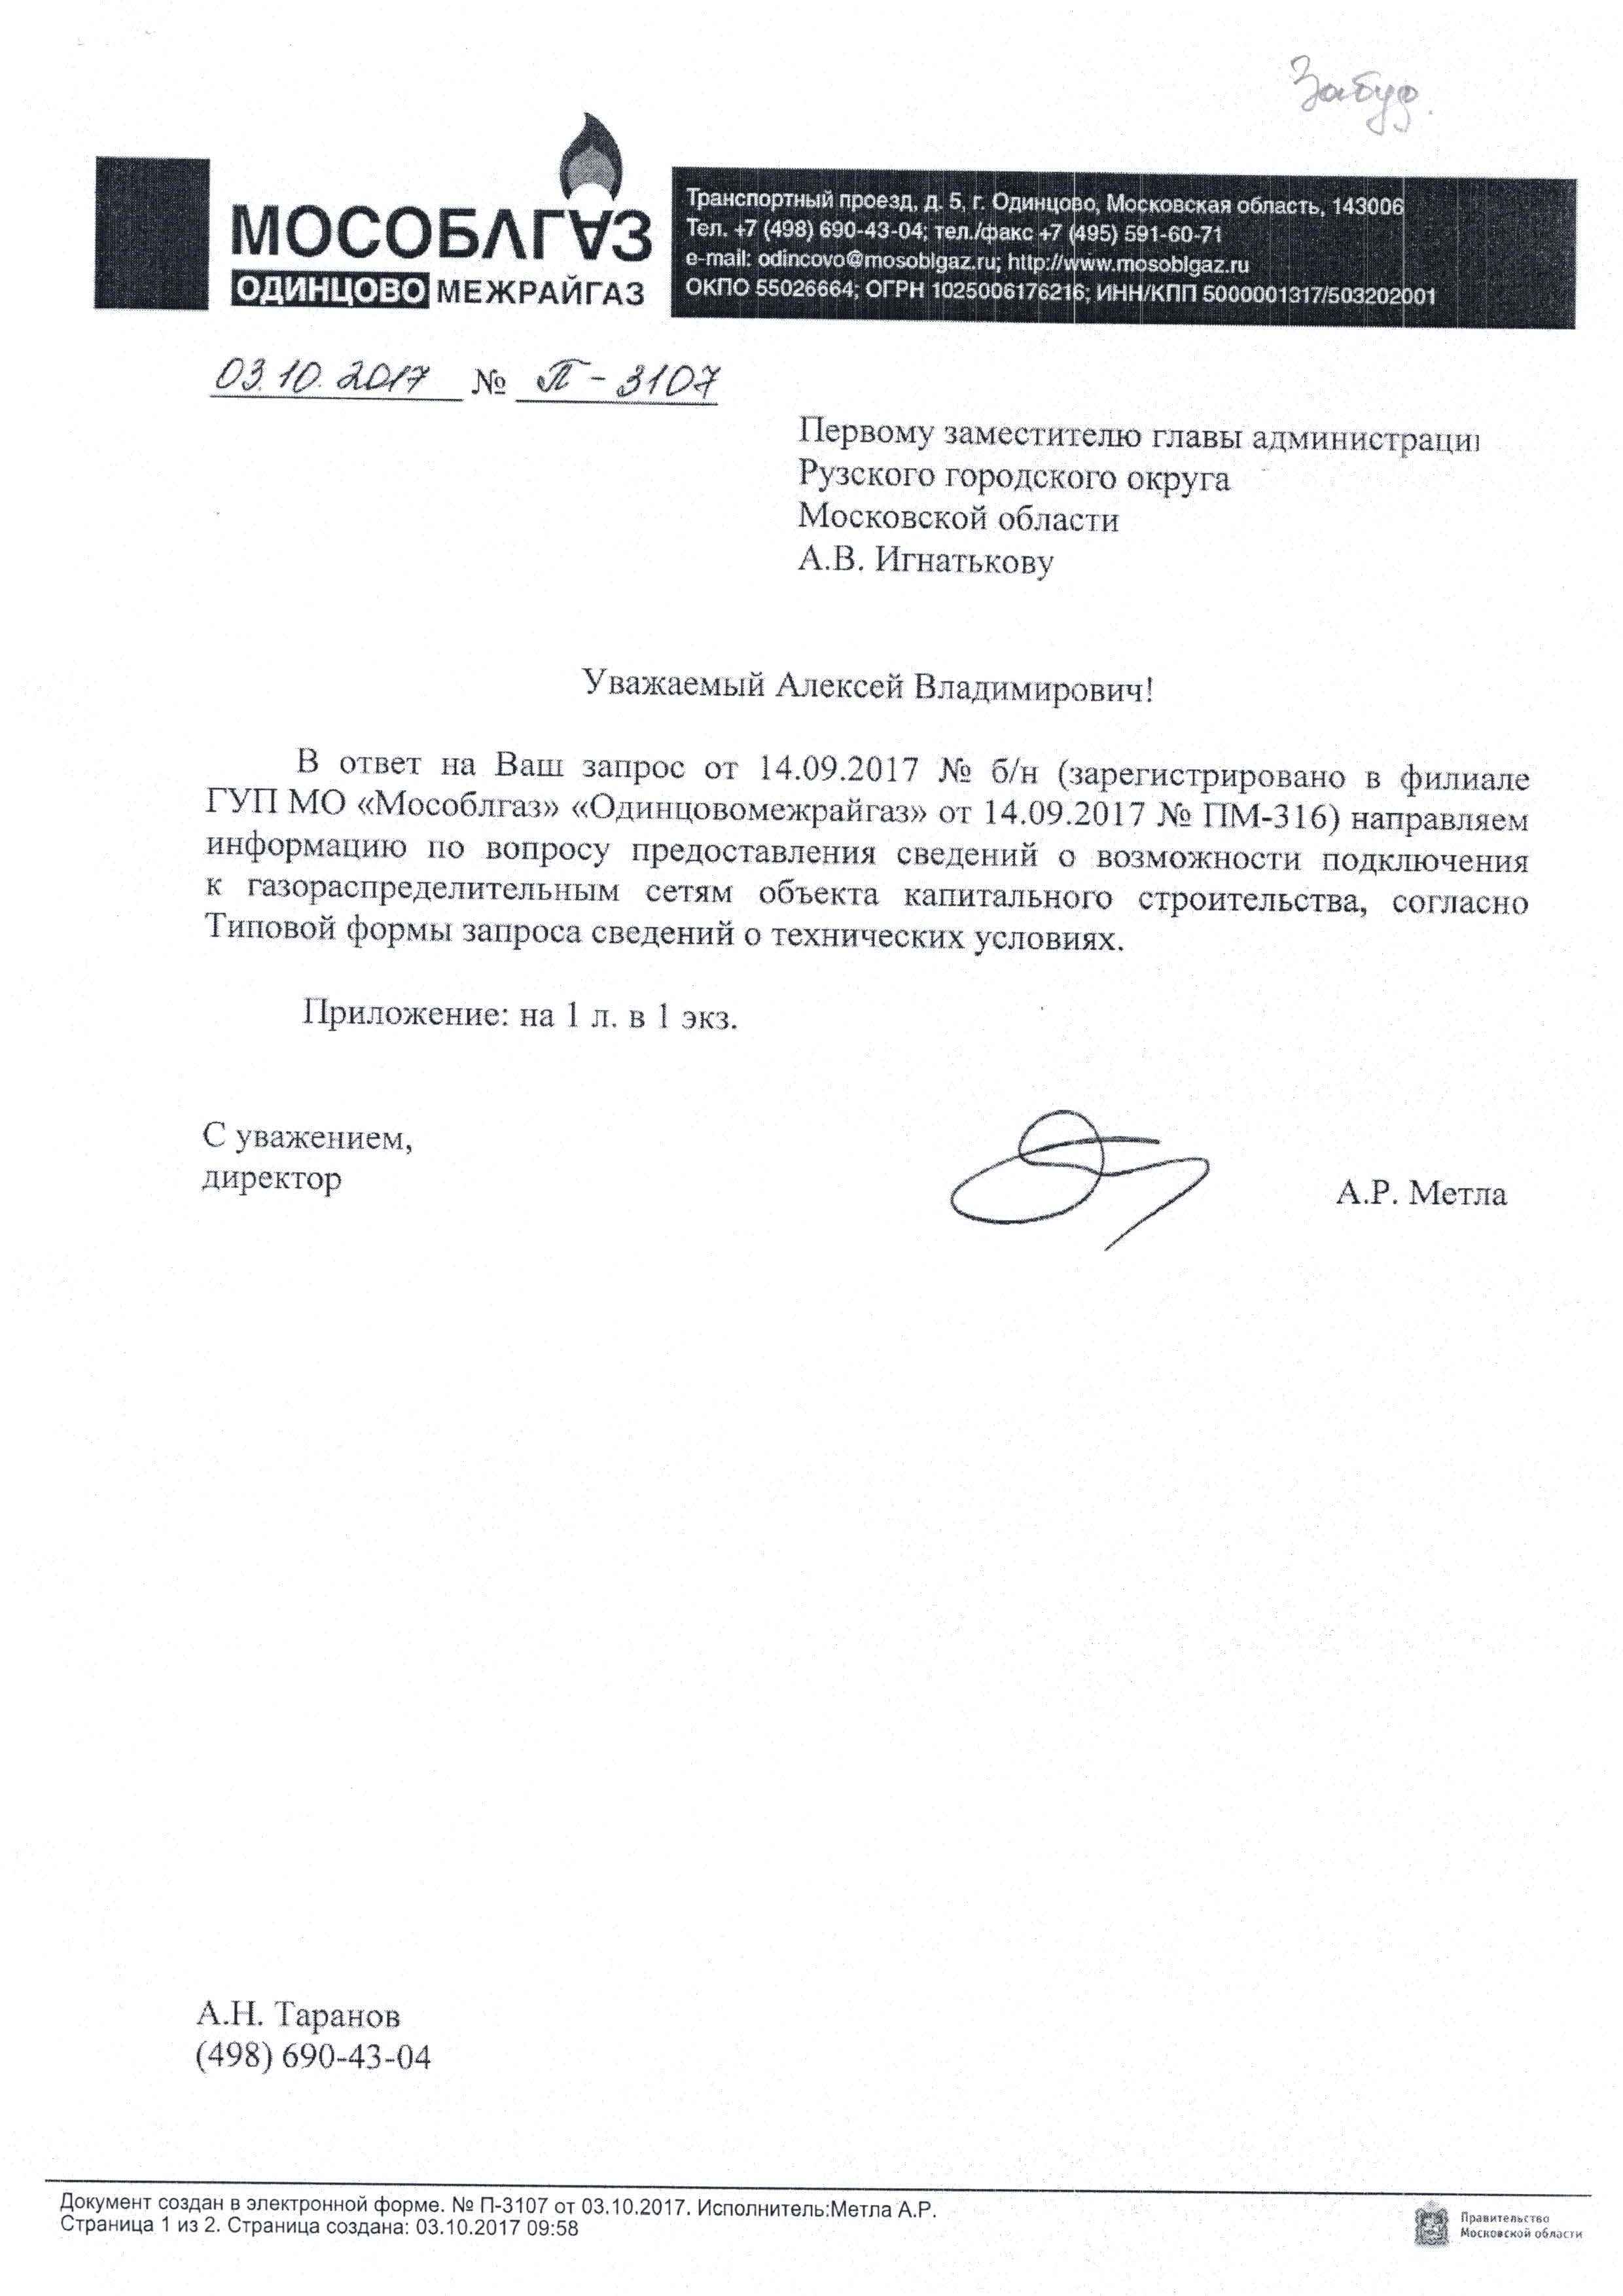 Забуд.
МОСОБЛГАЗ
ОДИНЦОВО МЕЖРАЙГАЗ
Транспортный проезд, д. 5, г. Одинцово, Московская область, 143006
Тел. +7 (498) 690-43-04; тел./факс +7 (495) 591-60-71
e-mail: odincovo@mosoblgaz.ru; http://www.mosoblgaz.ru
ОКПО 55026664; ОГРН 1025006176216; ИНН/КПП 5000001317/503202001
03.10.2017 № П-3107
Первому заместителю главы администраци
Рузского городского округа
Московской области
А.В. Игнатькову
Уважаемый Алексей Владимирович!
В ответ на Ваш запрос от 14.09.2017 № б/н (зарегистрировано в филиале
ГУП МО «Мособлгаз» «Одинцовомежрайгаз» от 14.09.2017 № ПМ-316) направляем
информацию по вопросу предоставления сведений о возможности подключения
к газораспределительным сетям объекта капитального строительства, согласно
Типовой формы запроса сведений о технических условиях.
Приложение: на 1 л. в 1 экз.
С уважением,
директор
А.Р. Метла
А.Н. Таранов
(498) 690-43-04
Документ создан в электронной форме. № П-3107 от 03.10.2017. Исполнитель:Метла А.Р.
Страница 1 из 2. Страница создана: 03.10.2017 09:58
Правительство
Московской области